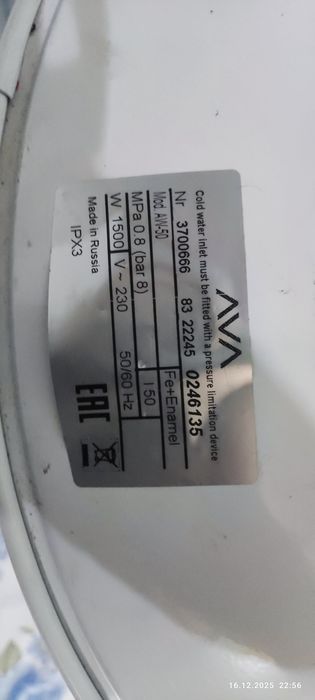 AVA
Cold water inlet must be fitted with a pressure limitation device
Nr 3700666 83 22245 0246135
Mod. AW-50 Fe+Enamel
MPa 0.8 (bar 8) l 50
W 1500 V~230 50/60 Hz
Made in Russia
IPX3
EAC
16.12.2025 22:56